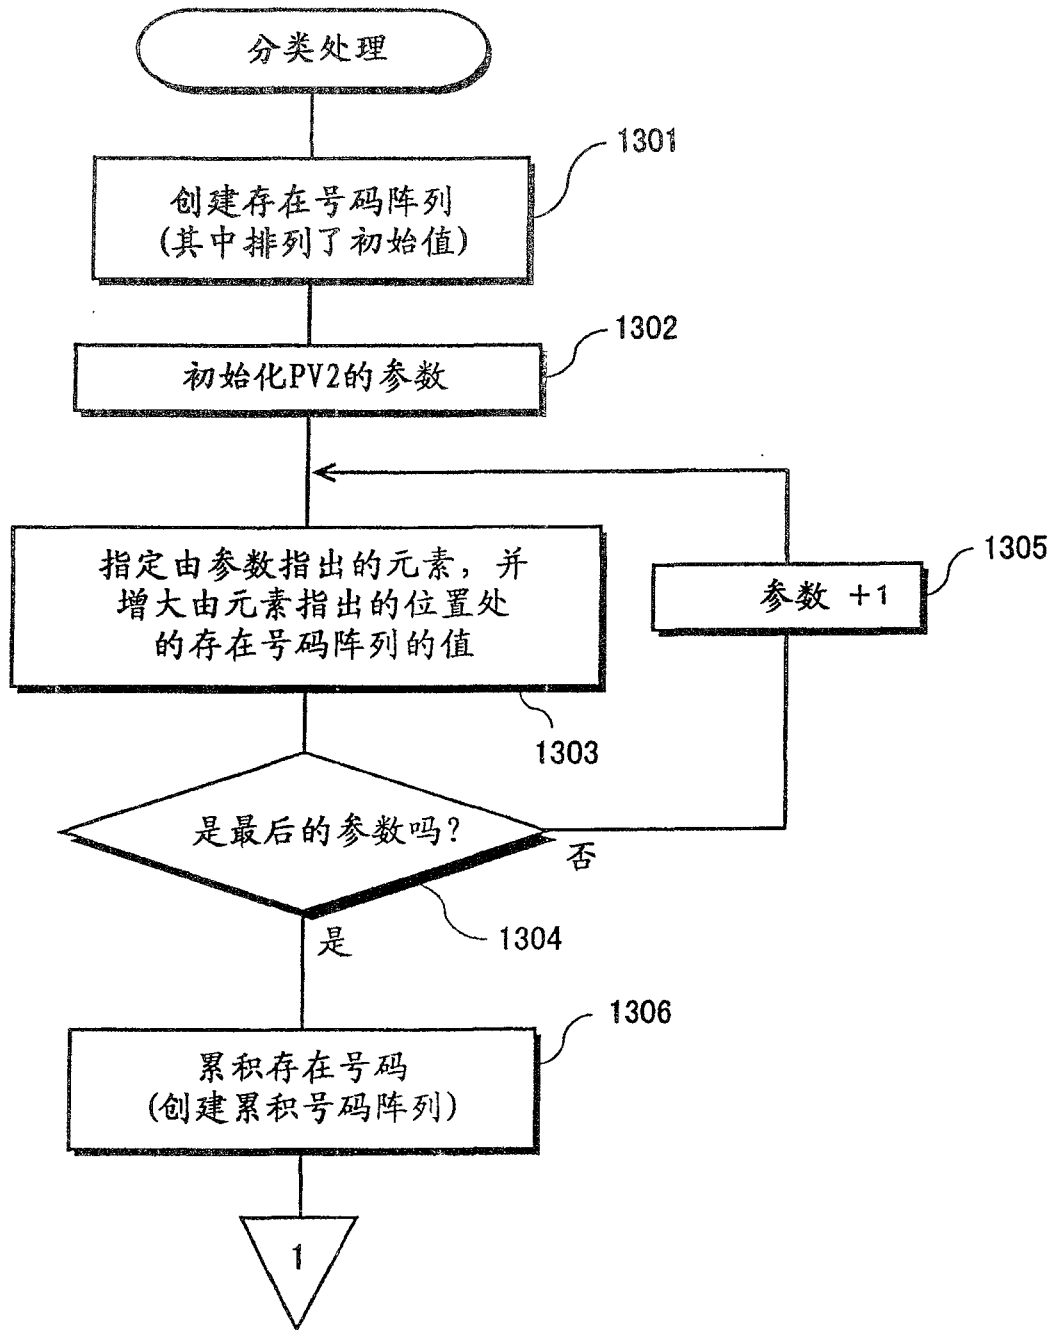 分类处理
1301
创建存在号码阵列
(其中排列了初始值)
1302
初始化PV2的参数
指定由参数指出的元素，并
增大由元素指出的位置处
的存在号码阵列的值
1305
参数 +1
1303
是最后的参数吗?
否
1304
是
1306
累积存在号码
(创建累积号码阵列)
1